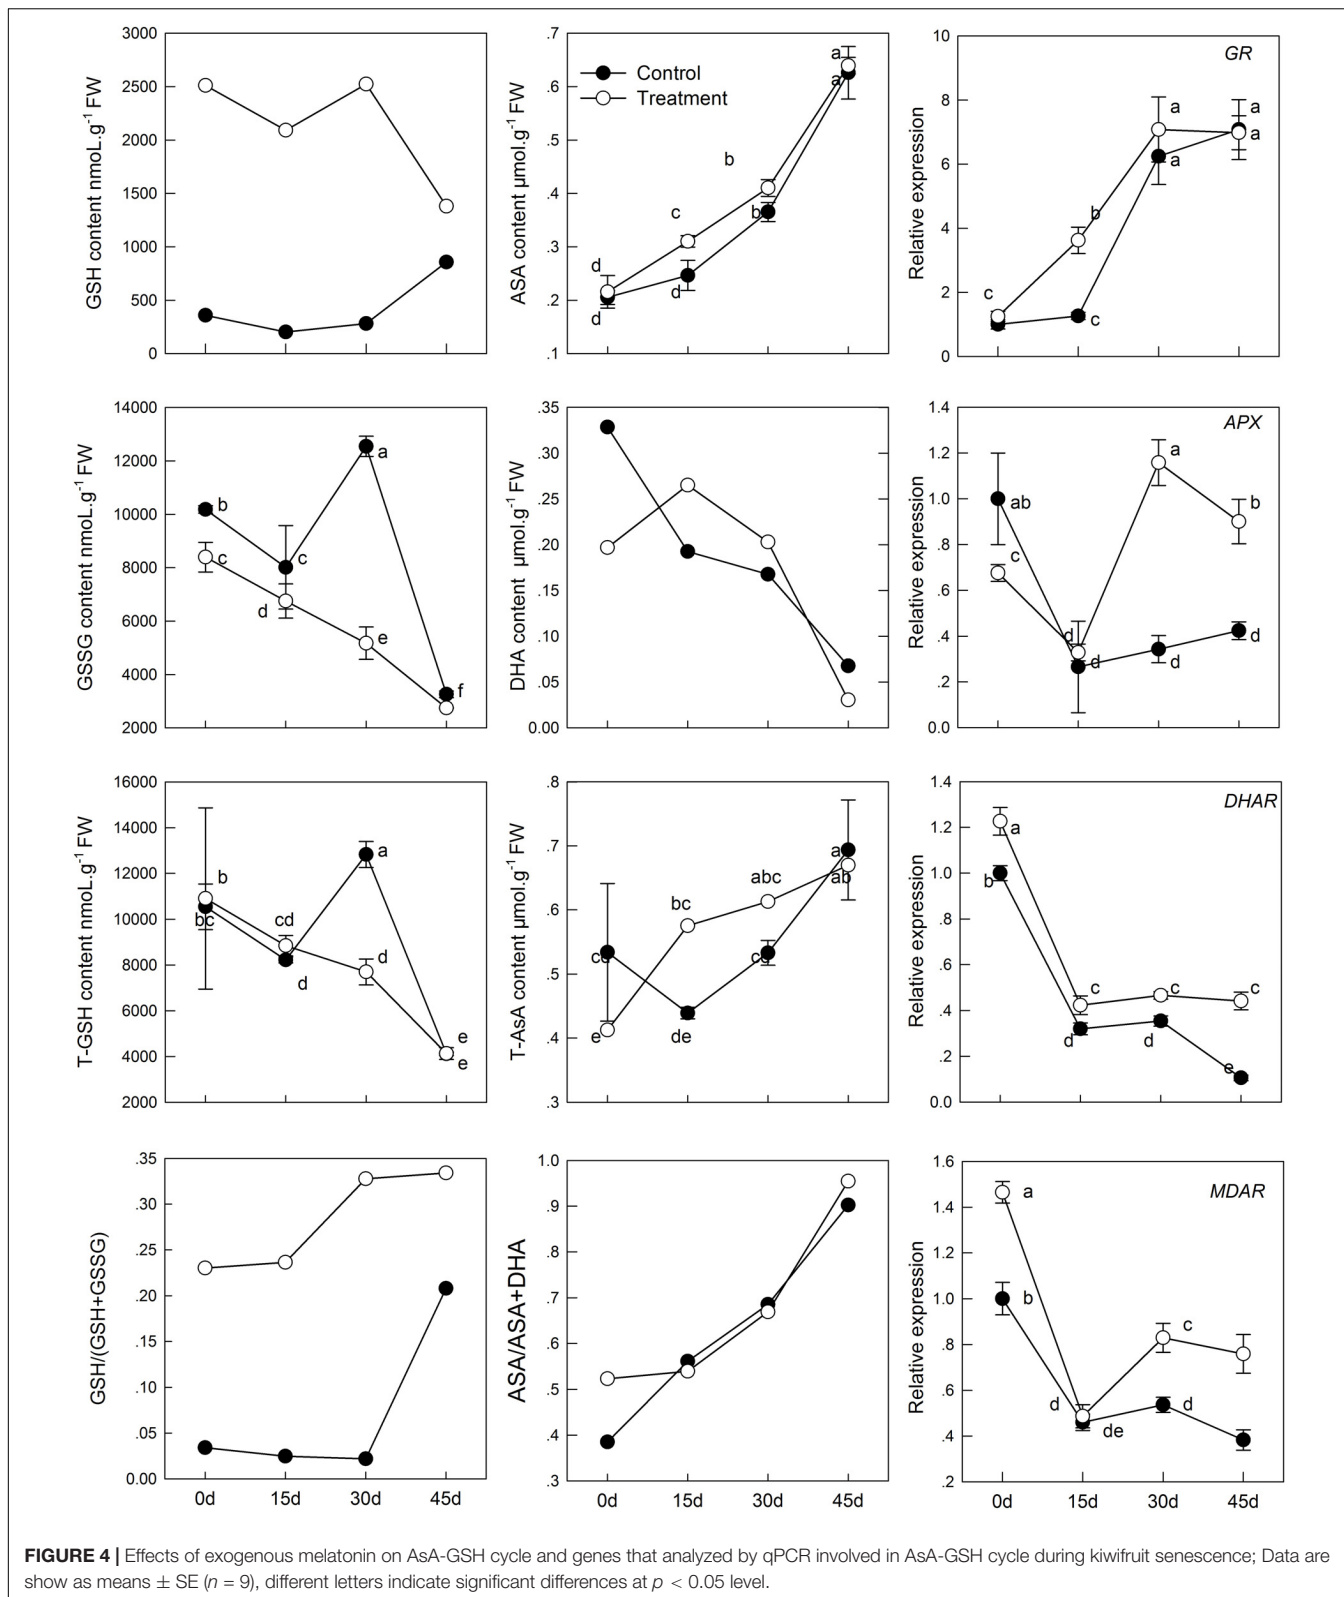 3000
2500
2000
1500
1000
500
0
GSH content nmoL.g-1 FW
.7
.6
.5
.4
.3
.2
.1
ASA content µmol.g-1 FW
Control
Treatment
d
d
c
d
b
b
a
a
10
8
6
4
2
0
Relative expression
GR
c
b
c
a
a
a
a
14000
12000
10000
8000
6000
4000
2000
GSSG content nmoL.g-1 FW
b
c
c
d
a
e
f
.35
.30
.25
.20
.15
.10
.05
0.00
DHA content µmol.g-1 FW
1.4
1.2
1.0
.8
.6
.4
.2
0.0
Relative expression
APX
ab
c
d
d
a
d
b
d
16000
14000
12000
10000
8000
6000
4000
2000
T-GSH content nmoL.g-1 FW
b
bc
cd
d
a
d
e
e
.8
.7
.6
.5
.4
.3
T-AsA content µmol.g-1 FW
cd
e
bc
de
abc
cd
a
ab
1.4
1.2
1.0
.8
.6
.4
.2
0.0
Relative expression
DHAR
a
b
c
d
c
d
c
e
.35
.30
.25
.20
.15
.10
.05
0.00
GSH/(GSH+GSSG)
0d 15d 30d 45d
1.0
.9
.8
.7
.6
.5
.4
.3
ASA/ASA+DHA
0d 15d 30d 45d
1.6
1.4
1.2
1.0
.8
.6
.4
.2
Relative expression
MDAR
a
b
d
de
c
d
0d 15d 30d 45d
FIGURE 4 | Effects of exogenous melatonin on AsA-GSH cycle and genes that analyzed by qPCR involved in AsA-GSH cycle during kiwifruit senescence; Data are
show as means ± SE (n = 9), different letters indicate significant differences at p < 0.05 level.